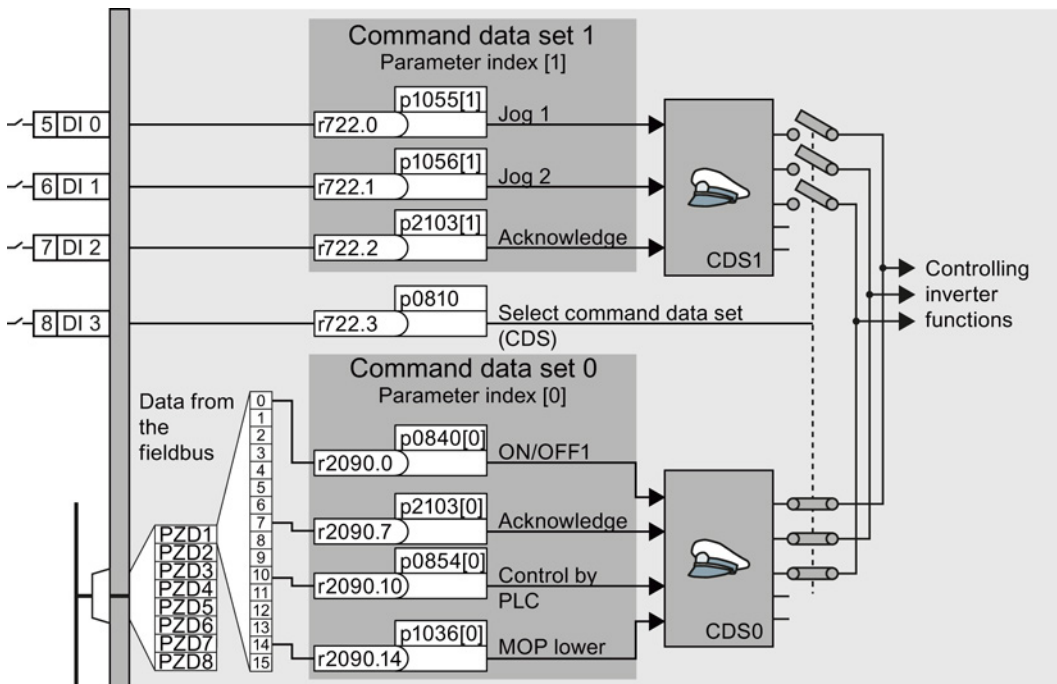 Command data set 1
Parameter index [1]
5 DI 0
r722.0
p1055[1]
Jog 1
6 DI 1
r722.1
p1056[1]
Jog 2
7 DI 2
r722.2
p2103[1]
Acknowledge
CDS1
8 DI 3
r722.3
p0810
Select command data set
(CDS)
Controlling
inverter
functions
Command data set 0
Parameter index [0]
Data from
the
fieldbus
PZD1
PZD2
PZD3
PZD4
PZD5
PZD6
PZD7
PZD8
0
1
2
3
4
5
6
7
8
9
10
11
12
13
14
15
r2090.0
p0840[0]
ON/OFF1
r2090.7
p2103[0]
Acknowledge
r2090.10
p0854[0]
Control by
PLC
r2090.14
p1036[0]
MOP lower
CDS0